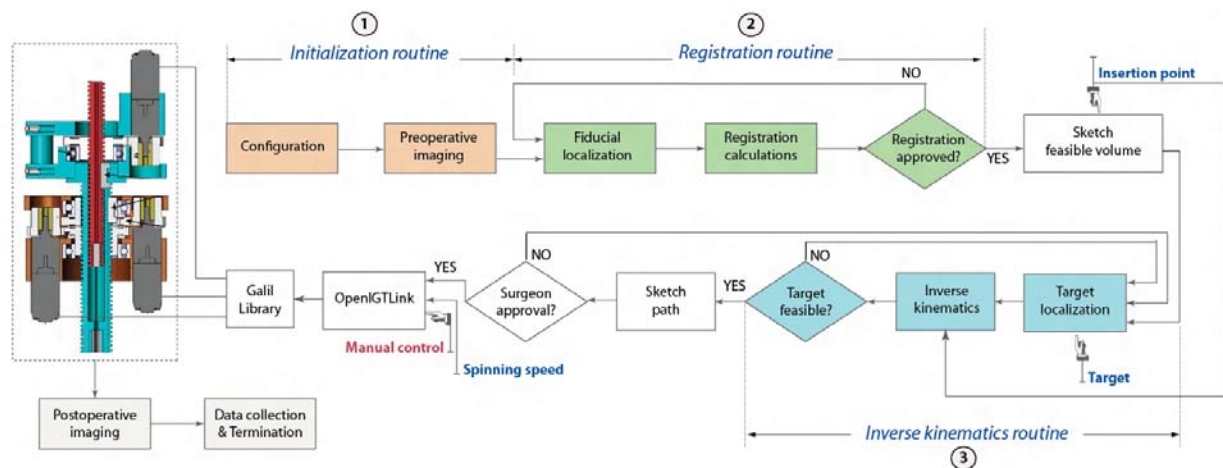 1
2
Initialization routine
Registration routine
NO
Insertion point
Configuration
Preoperative
imaging
Fiducial
localization
Registration
calculations
Registration
approved?
YES
Sketch
feasible volume
NO
NO
YES
YES
Galil
Library
OpenIGTLink
Surgeon
approval?
Sketch
path
Target
feasible?
Inverse
kinematics
Target
localization
Manual control
Spinning speed
Target
Postoperative
imaging
Data collection
& Termination
Inverse kinematics routine
3